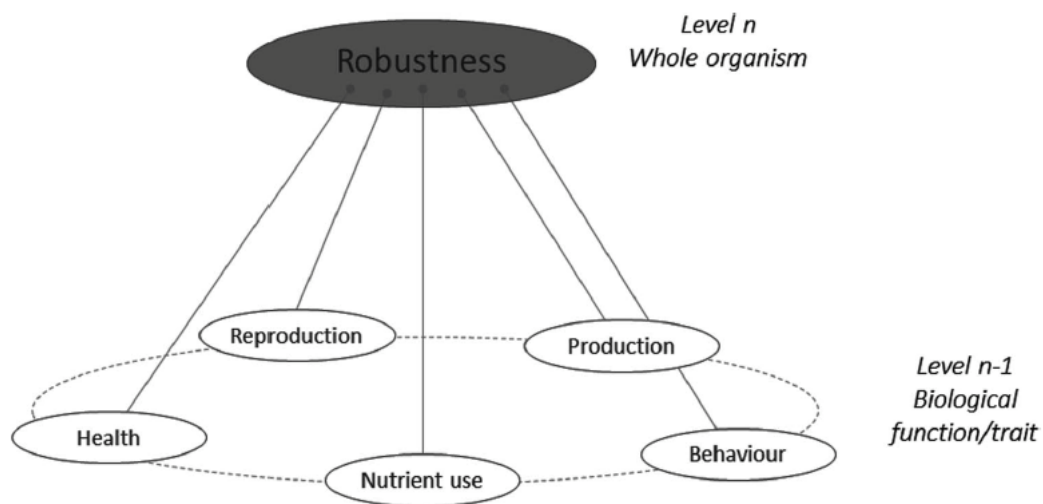 Robustness
Level n
Whole organism
Reproduction
Production
Level n-1
Biological
function/trait
Health
Behaviour
Nutrient use